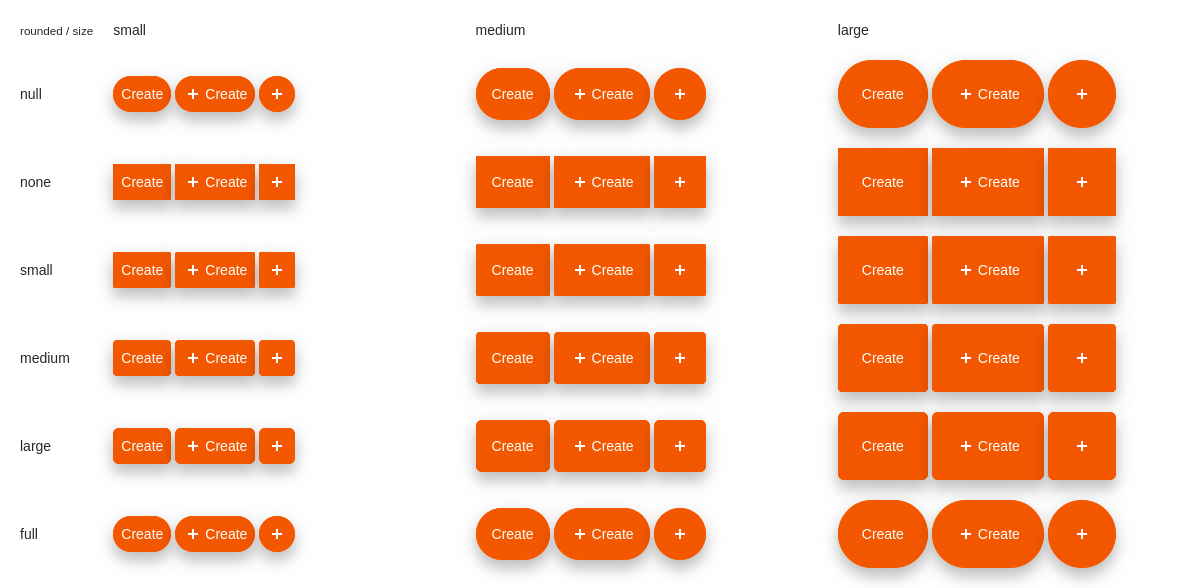 rounded / size small medium large
null Create + Create + Create + Create + Create + Create +
none Create + Create + Create + Create + Create + Create +
small Create + Create + Create + Create + Create + Create +
medium Create + Create + Create + Create + Create + Create +
large Create + Create + Create + Create + Create + Create +
full Create + Create + Create + Create + Create + Create +